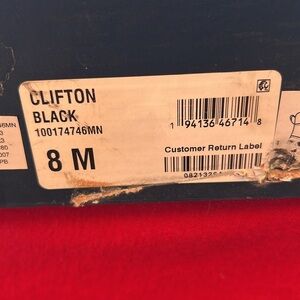 CLIFTON
BLACK
100174746MN
8 M
1 94136 46714 8
Customer Return Label